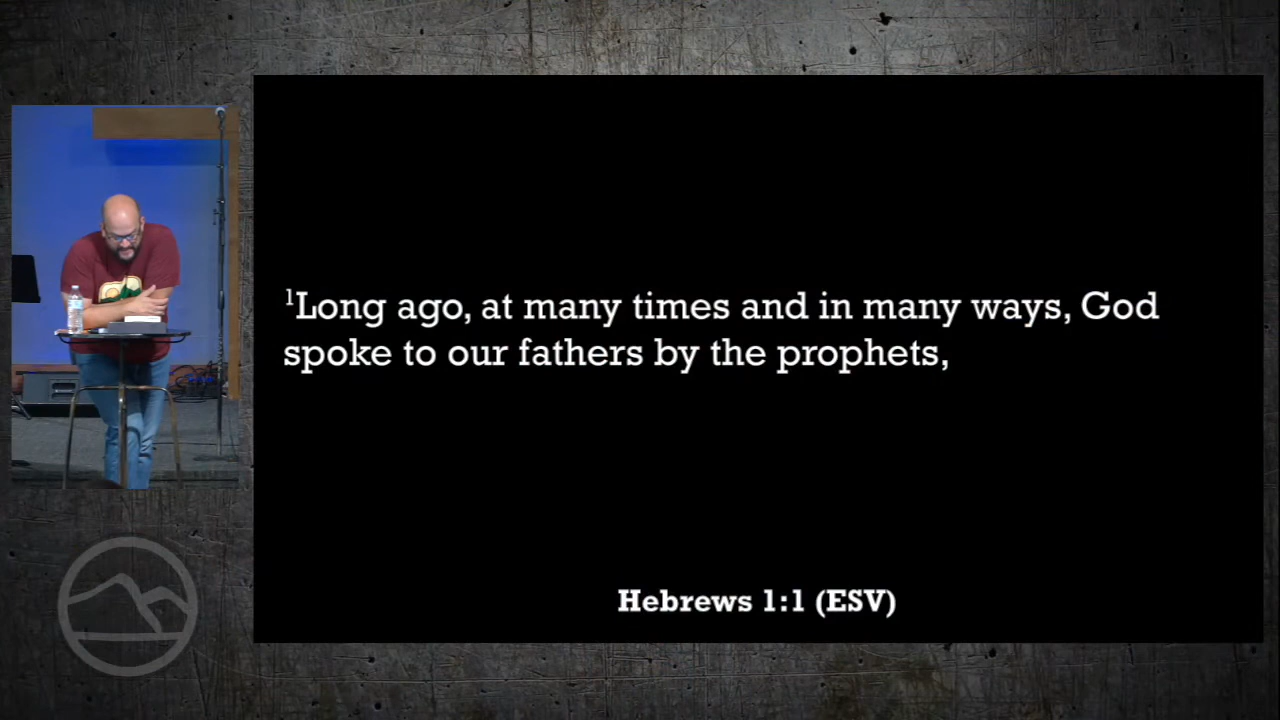 ¹Long ago, at many times and in many ways, God
spoke to our fathers by the prophets,
Hebrews 1:1 (ESV)